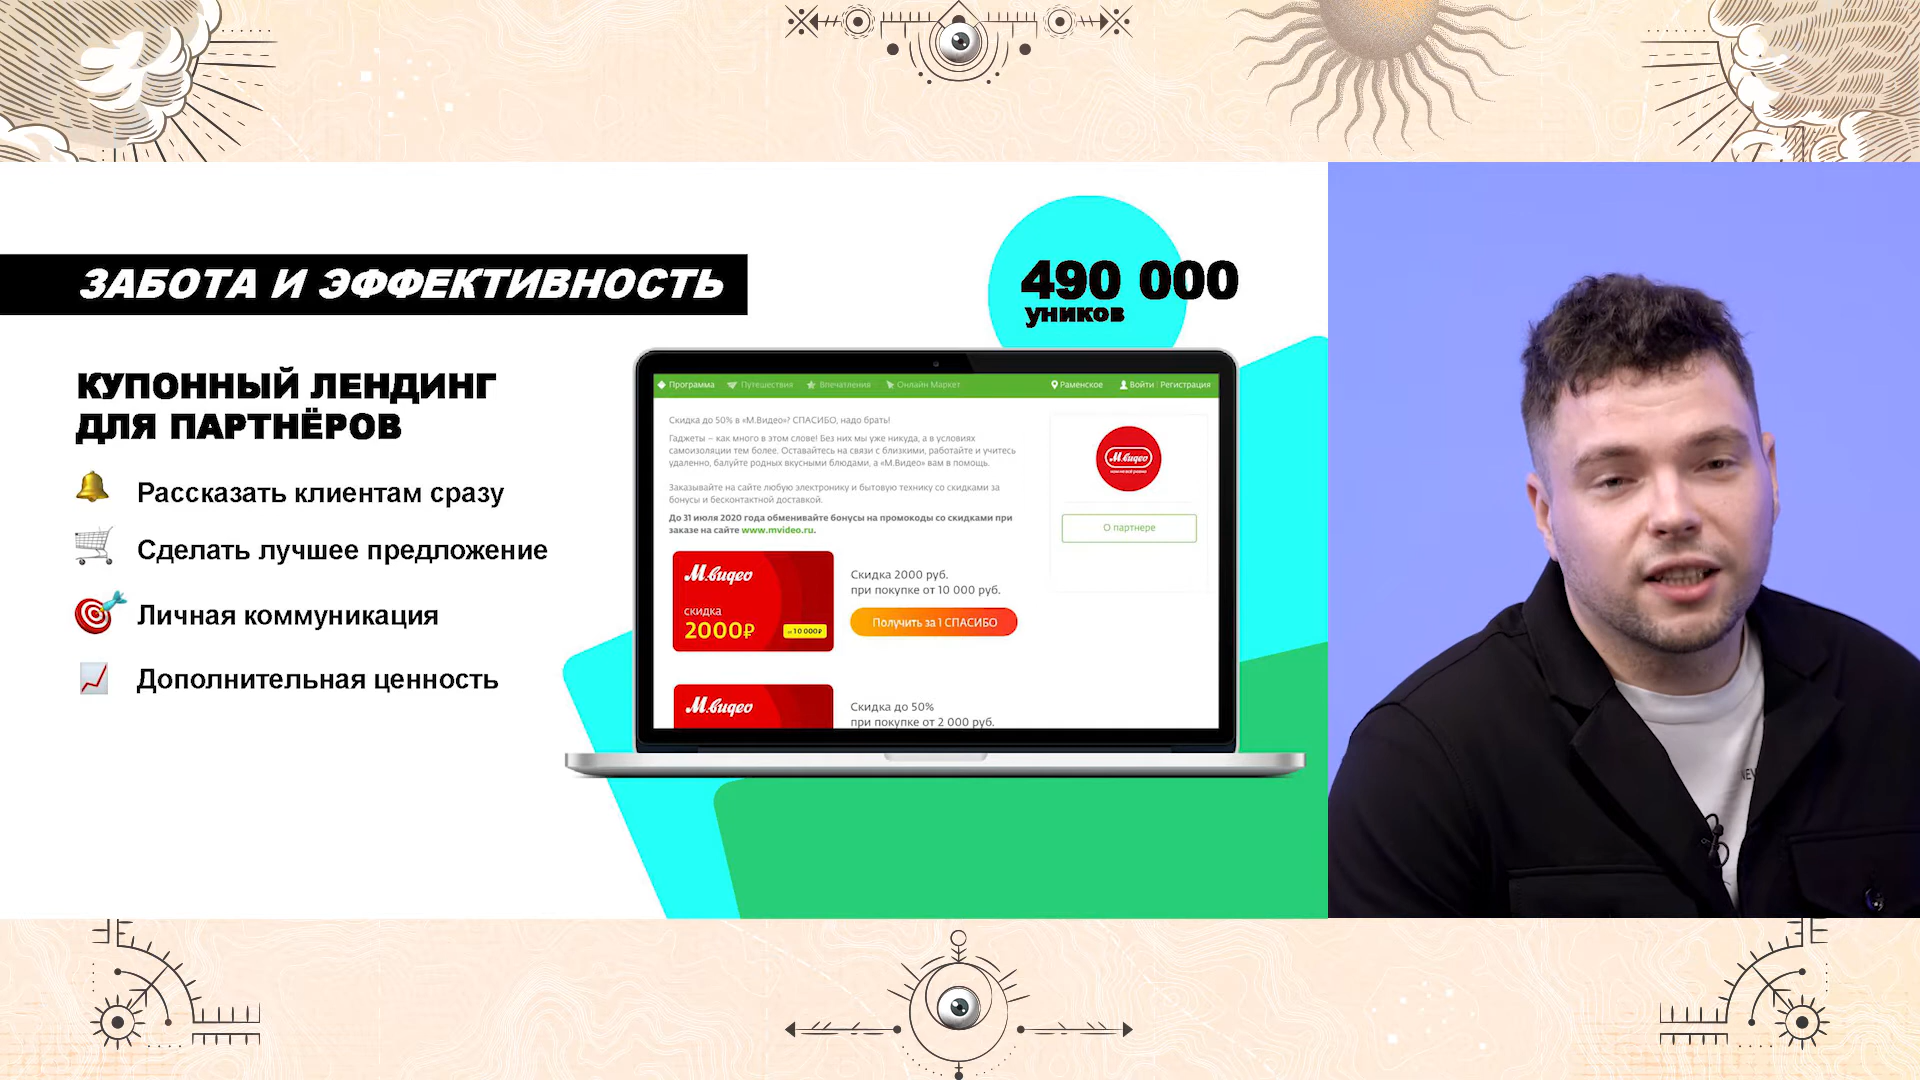 ЗАБОТА И ЭФФЕКТИВНОСТЬ
490 000
уников
КУПОННЫЙ ЛЕНДИНГ
ДЛЯ ПАРТНЁРОВ
Рассказать клиентам сразу
Сделать лучшее предложение
Личная коммуникация
Дополнительная ценность
Программа Путешествия Впечатления Онлайн Маркет Раменское Войти Регистрация
Скидка до 50% в «М.Видео»? СПАСИБО, надо брать!
Гаджеты – как много в этом слове! Без них мы уже никуда, а в условиях
самоизоляции тем более. Оставайтесь на связи с близкими, работайте и учитесь
удаленно, балуйте родных вкусными блюдами, а «М.Видео» вам в помощь.
Заказывайте на сайте любую электронику и бытовую технику со скидками за
бонусы и бесконтактной доставкой.
До 31 июля 2020 года обменивайте бонусы на промокоды со скидками при
заказе на сайте www.mvideo.ru.
М.видео
О партнере
М.видео
скидка
2000₽
от 10 000₽
Скидка 2000 руб.
при покупке от 10 000 руб.
Получить за 1 СПАСИБО
М.видео
Скидка до 50%
при покупке от 2 000 руб.